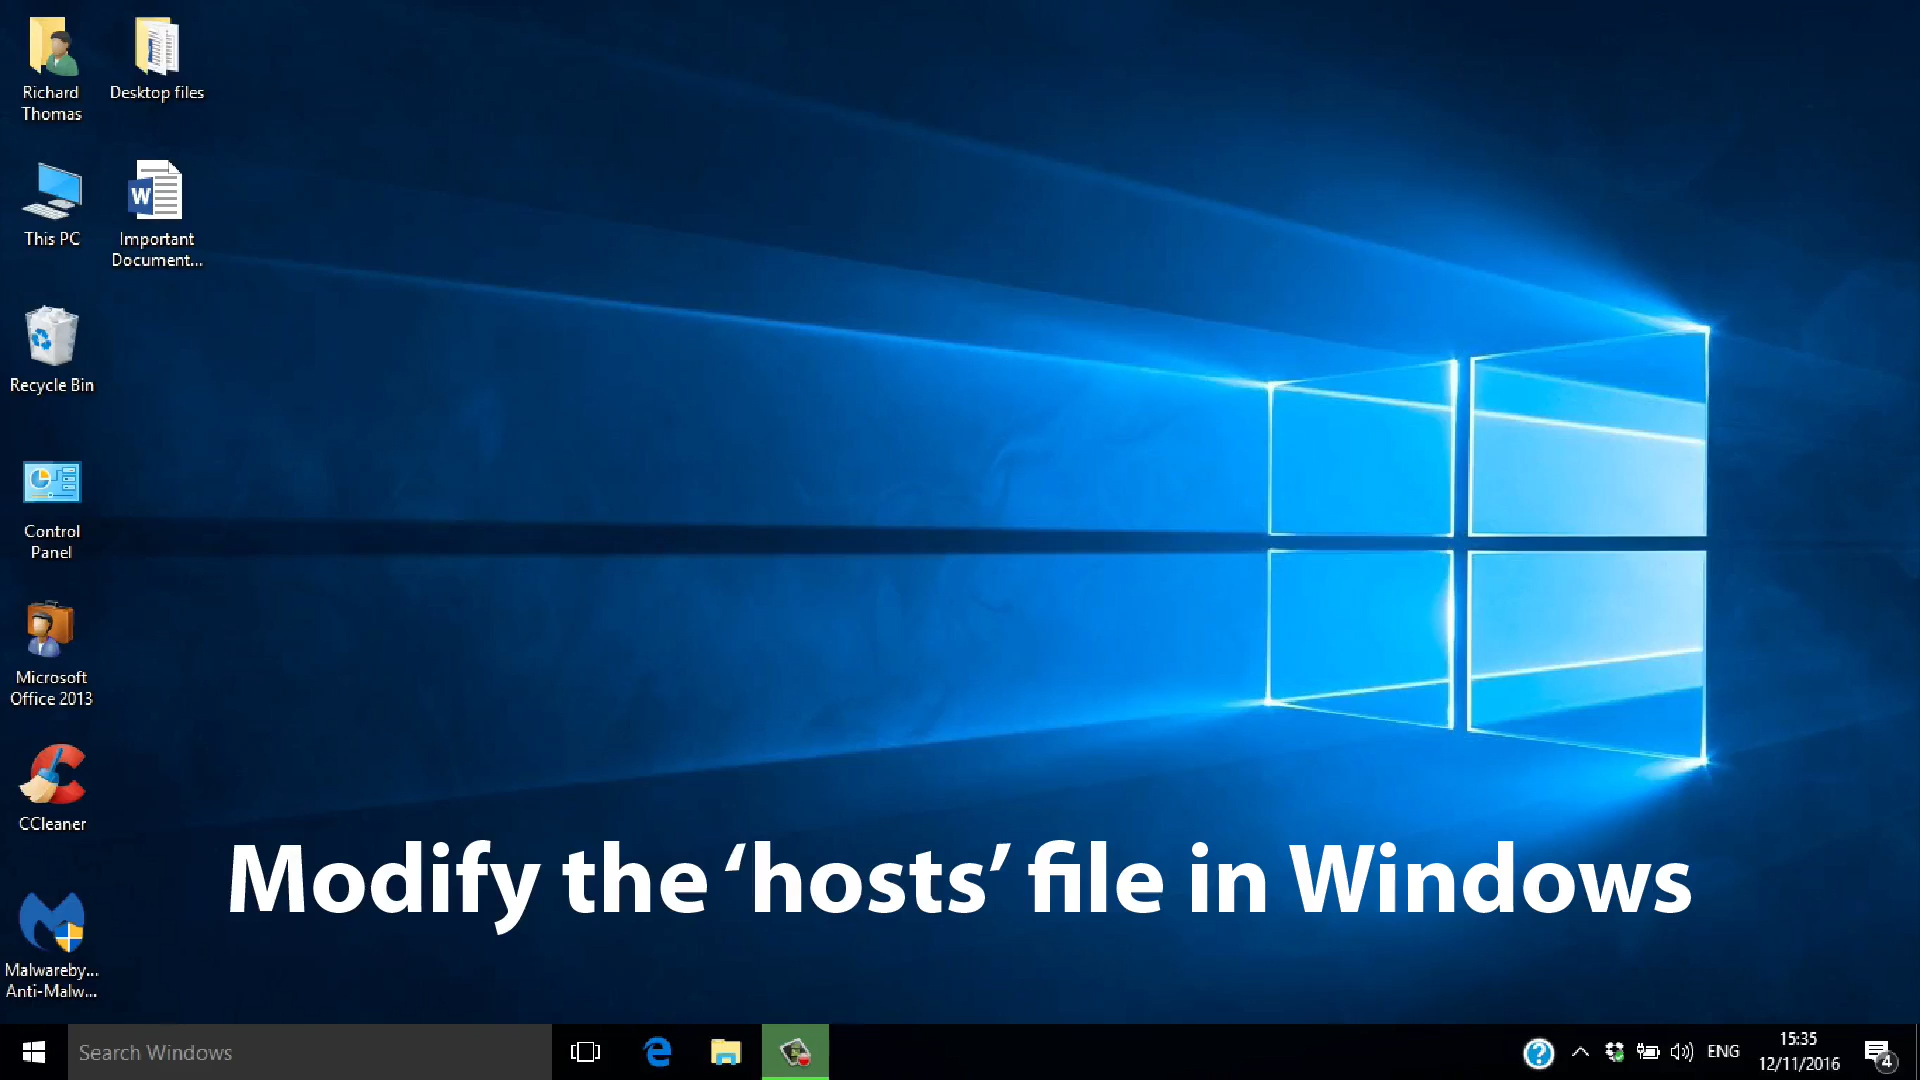 Richard
Thomas
Desktop files
This PC
Important
Document...
Recycle Bin
Control
Panel
Microsoft
Office 2013
CCleaner
Malwareby...
Anti-Malw...
Modify the ‘hosts’ file in Windows
Search Windows
ENG
15:35
12/11/2016
4